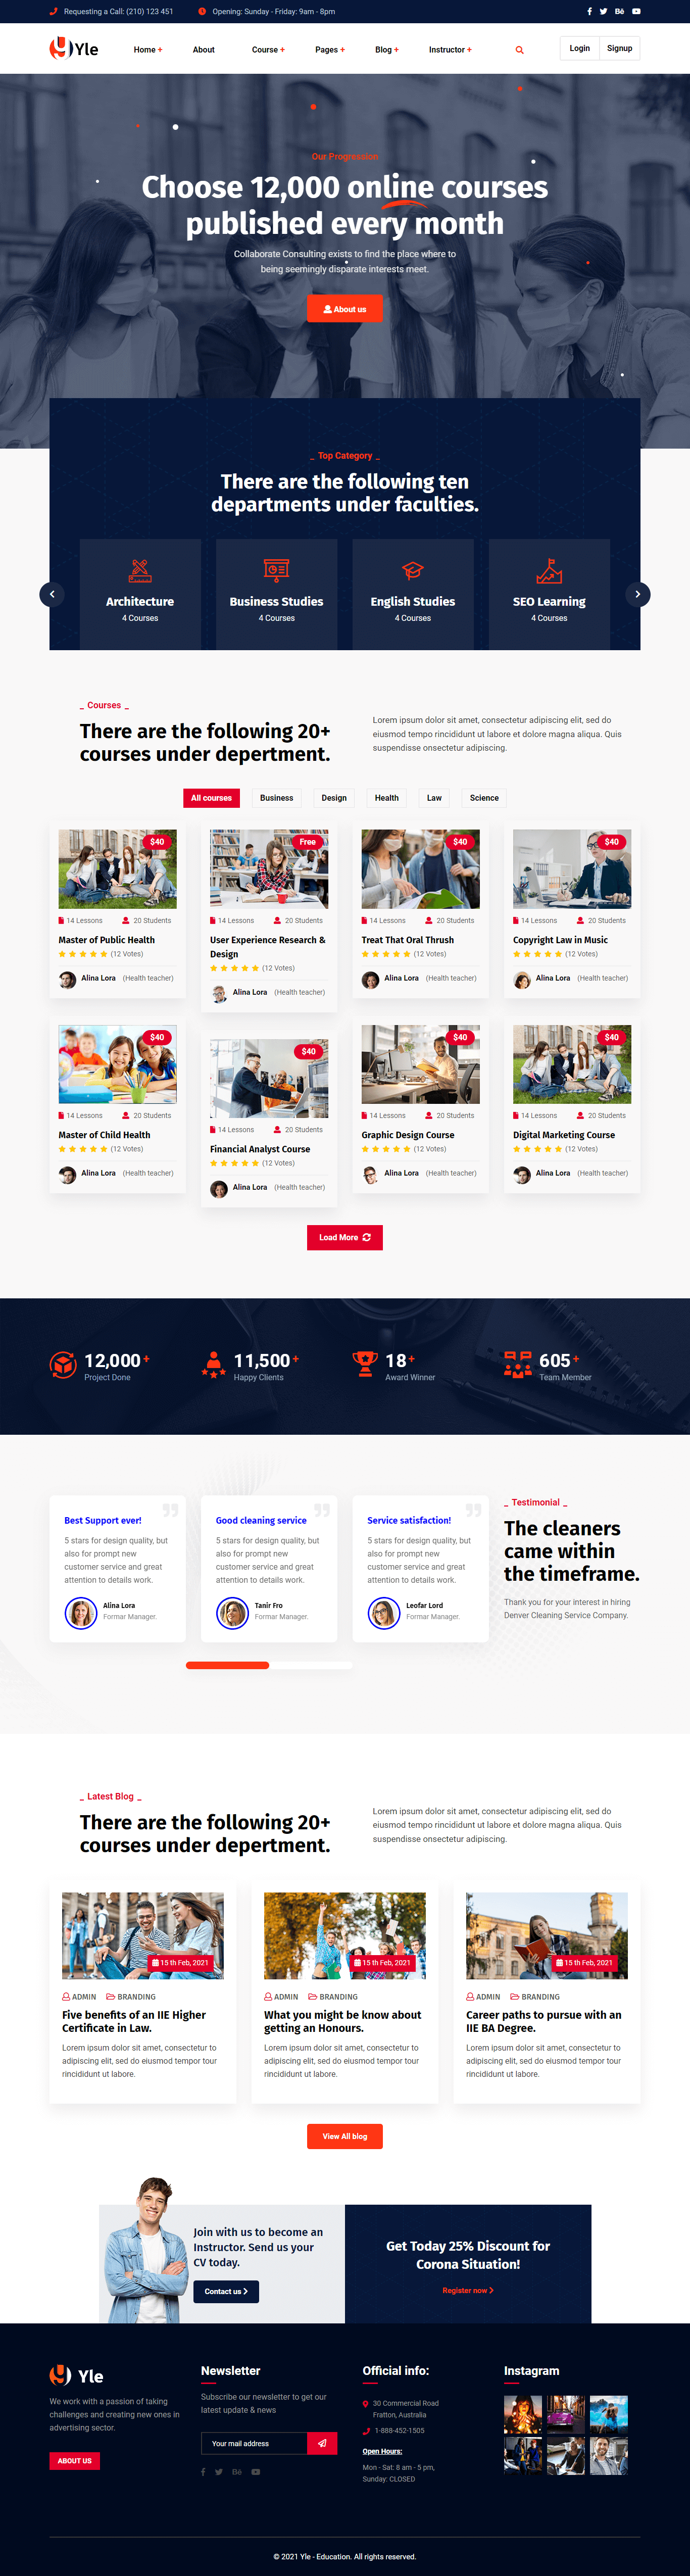 Requesting a Call: (210) 123 451
Opening: Sunday - Friday: 9am - 8pm
Bē
Yle
Home +
About
Course +
Pages +
Blog +
Instructor +
Login
Signup
Our Progression
Choose 12,000 online courses
published every month
Collaborate Consulting exists to find the place where to
being seemingly disparate interests meet.
About us
_ Top Category _
There are the following ten
departments under faculties.
Architecture
4 Courses
Business Studies
4 Courses
English Studies
4 Courses
SEO Learning
4 Courses
_ Courses _
There are the following 20+
courses under depertment.
Lorem ipsum dolor sit amet, consectetur adipiscing elit, sed do
eiusmod tempo rincididunt ut labore et dolore magna aliqua. Quis
suspendisse onsectetur adipiscing.
All courses
Business
Design
Health
Law
Science
$40
14 Lessons
20 Students
Master of Public Health
(12 Votes)
Alina Lora
(Health teacher)
Free
14 Lessons
20 Students
User Experience Research &
Design
(12 Votes)
Alina Lora
(Health teacher)
$40
14 Lessons
20 Students
Treat That Oral Thrush
(12 Votes)
Alina Lora
(Health teacher)
$40
14 Lessons
20 Students
Copyright Law in Music
(12 Votes)
Alina Lora
(Health teacher)
$40
14 Lessons
20 Students
Master of Child Health
(12 Votes)
Alina Lora
(Health teacher)
$40
14 Lessons
20 Students
Financial Analyst Course
(12 Votes)
Alina Lora
(Health teacher)
$40
14 Lessons
20 Students
Graphic Design Course
(12 Votes)
Alina Lora
(Health teacher)
$40
14 Lessons
20 Students
Digital Marketing Course
(12 Votes)
Alina Lora
(Health teacher)
Load More
12,000+
Project Done
11,500+
Happy Clients
18+
Award Winner
605+
Team Member
Best Support ever!
5 stars for design quality, but
also for prompt new
customer service and great
attention to details work.
Alina Lora
Formar Manager.
Good cleaning service
5 stars for design quality, but
also for prompt new
customer service and great
attention to details work.
Tanir Fro
Formar Manager.
Service satisfaction!
5 stars for design quality, but
also for prompt new
customer service and great
attention to details work.
Leofar Lord
Formar Manager.
_ Testimonial _
The cleaners
came within
the timeframe.
Thank you for your interest in hiring
Denver Cleaning Service Company.
_ Latest Blog _
There are the following 20+
courses under depertment.
Lorem ipsum dolor sit amet, consectetur adipiscing elit, sed do
eiusmod tempo rincididunt ut labore et dolore magna aliqua. Quis
suspendisse onsectetur adipiscing.
15 th Feb, 2021
ADMIN
BRANDING
Five benefits of an IIE Higher
Certificate in Law.
Lorem ipsum dolor sit amet, consectetur to
adipiscing elit, sed do eiusmod tempor tour
rincididunt ut labore.
15 th Feb, 2021
ADMIN
BRANDING
What you might be know about
getting an Honours.
Lorem ipsum dolor sit amet, consectetur to
adipiscing elit, sed do eiusmod tempor tour
rincididunt ut labore.
15 th Feb, 2021
ADMIN
BRANDING
Career paths to pursue with an
IIE BA Degree.
Lorem ipsum dolor sit amet, consectetur to
adipiscing elit, sed do eiusmod tempor tour
rincididunt ut labore.
View All blog
Join with us to become an
Instructor. Send us your
CV today.
Contact us
Get Today 25% Discount for
Corona Situation!
Register now
Yle
We work with a passion of taking
challenges and creating new ones in
advertising sector.
ABOUT US
Newsletter
Subscribe our newsletter to get our
latest update & news
Your mail address
Bē
Official info:
30 Commercial Road
Fratton, Australia
1-888-452-1505
Open Hours:
Mon - Sat: 8 am - 5 pm,
Sunday: CLOSED
Instagram
© 2021 Yle - Education. All rights reserved.